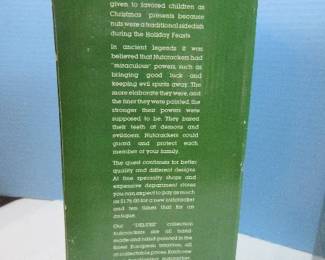 given to favored children as
Christmas presents because
nuts were a traditional sidedish
during the Holiday Feasts
In ancient legends it was
believed that Nutcrackers had
"miraculous" powers, such as
bringing good luck and
keeping evil spirits away. The
more elaborate they were, and
the finer they were painted, the
stronger their powers were
supposed to be. They bared
their teeth at demons and
evildoers. Nutcrackers could
guard and protect each
member of your family.
The quest continues for better
quality and different designs.
At fine specialty shops and
expensive department stores
you can expect to pay as much
as $175.00 for a new nutcracker
and ten times that for an
antique.
Our "DELUXE" collection
nutcrackers are all hand-
made and hand painted in the
finest European tradition, all
at collectable prices.